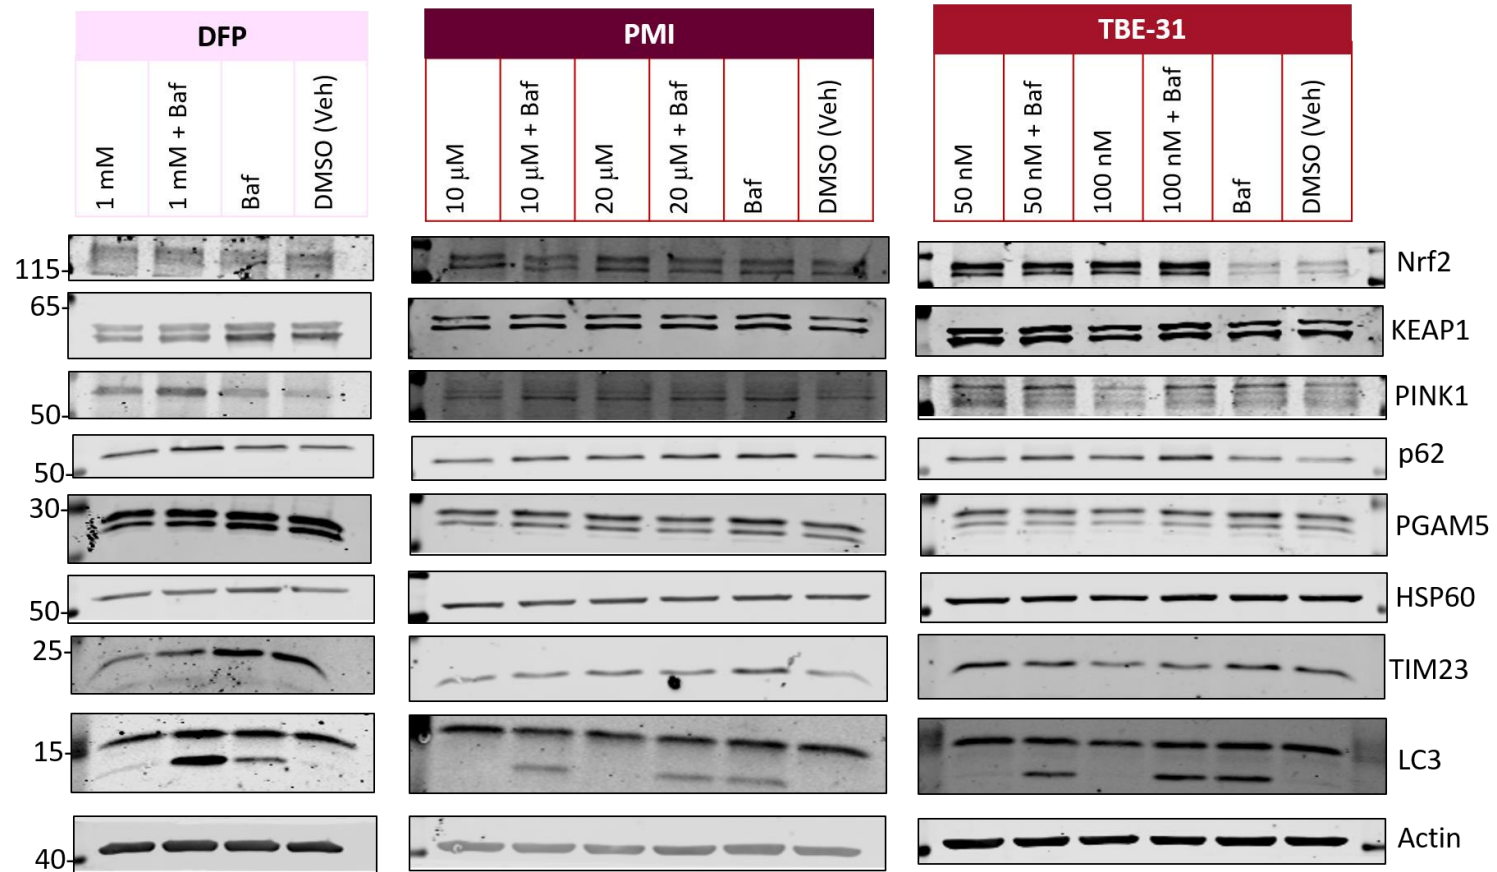 DFP
PMI
TBE-31
1 mM
1 mM + Baf
Baf
DMSO (Veh)
10 µM
10 µM + Baf
20 µM
20 µM + Baf
Baf
DMSO (Veh)
50 nM
50 nM + Baf
100 nM
100 nM + Baf
Baf
DMSO (Veh)
115
Nrf2
65
KEAP1
50
PINK1
50
p62
30
PGAM5
50
HSP60
25
TIM23
15
LC3
40
Actin